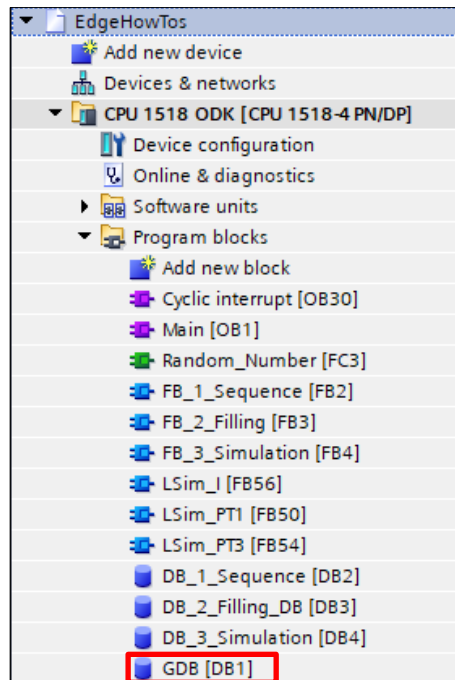 EdgeHowTos
Add new device
Devices & networks
CPU 1518 ODK [CPU 1518-4 PN/DP]
Device configuration
Online & diagnostics
Software units
Program blocks
Add new block
Cyclic interrupt [OB30]
Main [OB1]
Random_Number [FC3]
FB_1_Sequence [FB2]
FB_2_Filling [FB3]
FB_3_Simulation [FB4]
LSim_I [FB56]
LSim_PT1 [FB50]
LSim_PT3 [FB54]
DB_1_Sequence [DB2]
DB_2_Filling_DB [DB3]
DB_3_Simulation [DB4]
GDB [DB1]